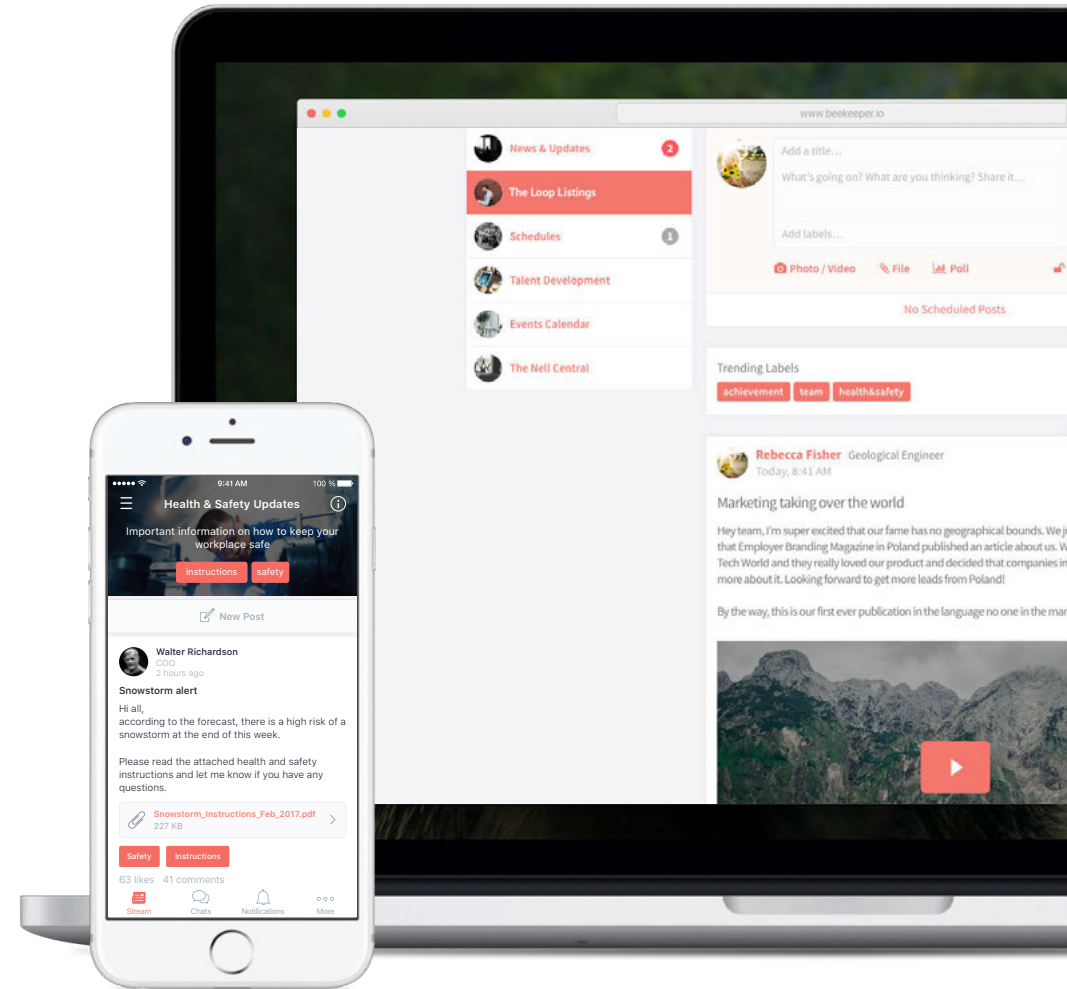 www.beekeeper.io
News & Updates
2
The Loop Listings
Schedules
1
Talent Development
Events Calendar
The Nell Central
Add a title...
What's going on? What are you thinking? Share it...
Add labels...
Photo / Video
File
Poll
No Scheduled Posts
Trending Labels
achievement
team
health&safety
Rebecca Fisher Geological Engineer
Today, 8:41 AM
Marketing taking over the world
Hey team, I'm super excited that our fame has no geographical bounds. We
that Employer Branding Magazine in Poland published an article about us.
Tech World and they really loved our product and decided that companies in
more about it. Looking forward to get more leads from Poland!
By the way, this is our first ever publication in the language no one in the
9:41 AM
100 %
Health & Safety Updates
Important information on how to keep your
workplace safe
instructions
safety
New Post
Walter Richardson
COO
2 hours ago
Snowstorm alert
Hi all,
according to the forecast, there is a high risk of a
snowstorm at the end of this week.
Please read the attached health and safety
instructions and let me know if you have any
questions.
Snowstorm_Instructions_Feb_2017.pdf
227 KB
Safety
Instructions
63 likes 41 comments
Stream
Chats
Notifications
More